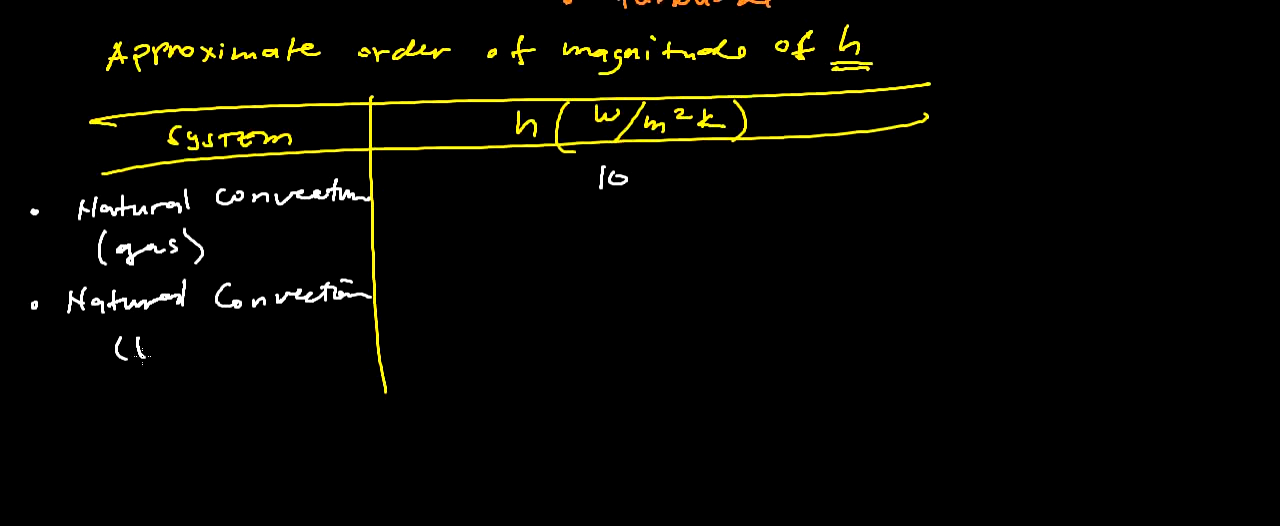 Approximate order of magnitude of h
SYSTEM h (W/m²K)
• Natural Convection 10
(gas)
• Natural Convection
(l